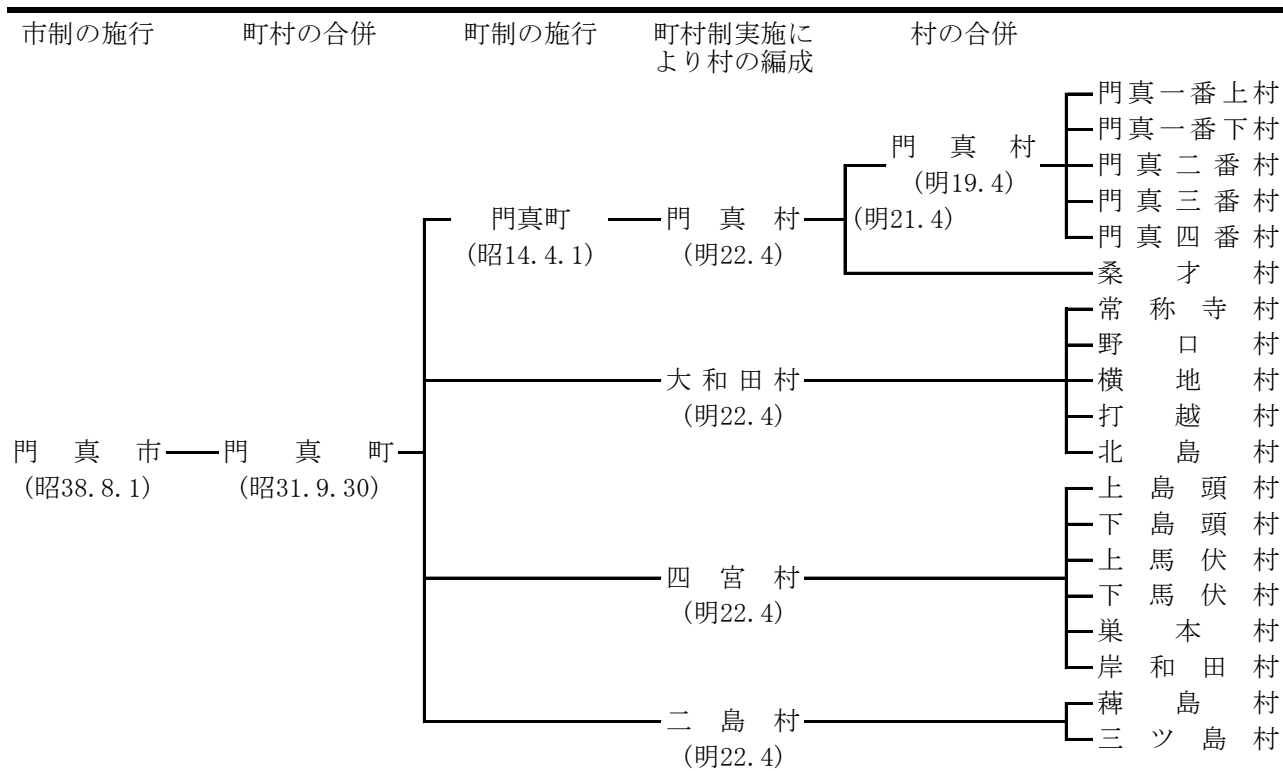 市制の施行 町村の合併 町制の施行 町村制実施に 村の合併
より村の編成
門真一番上村
門真一番下村
門真村
門真二番村
(明19.4)
門真三番村
門真町 門真村 (明21.4)
門真四番村
(昭14.4.1) (明22.4)
桑才村
常称寺村
野口村
大和田村 横地村
(明22.4)
打越村
門真市 門真町 北島村
(昭38.8.1) (昭31.9.30)
上島頭村
下島頭村
上馬伏村
四宮村
下馬伏村
(明22.4)
巣本村
岸和田村
薭島村
二島村
三ツ島村
(明22.4)